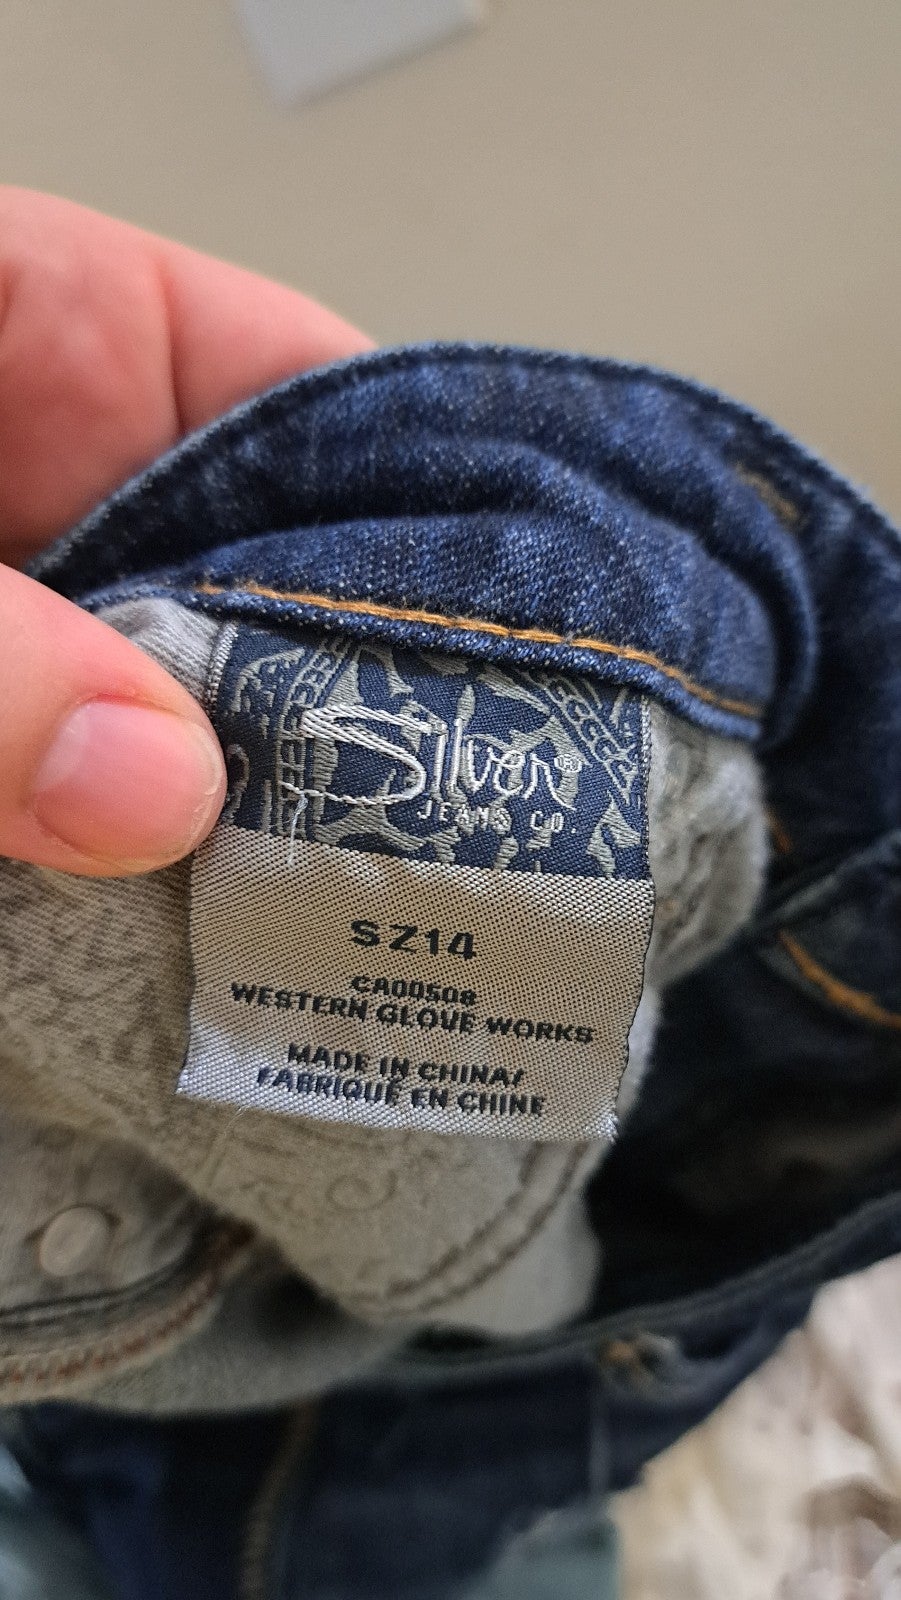 Silver®
JEANS CO.
SZ14
CA00508
WESTERN GLOVE WORKS
MADE IN CHINA/
FABRIQUÉ EN CHINE